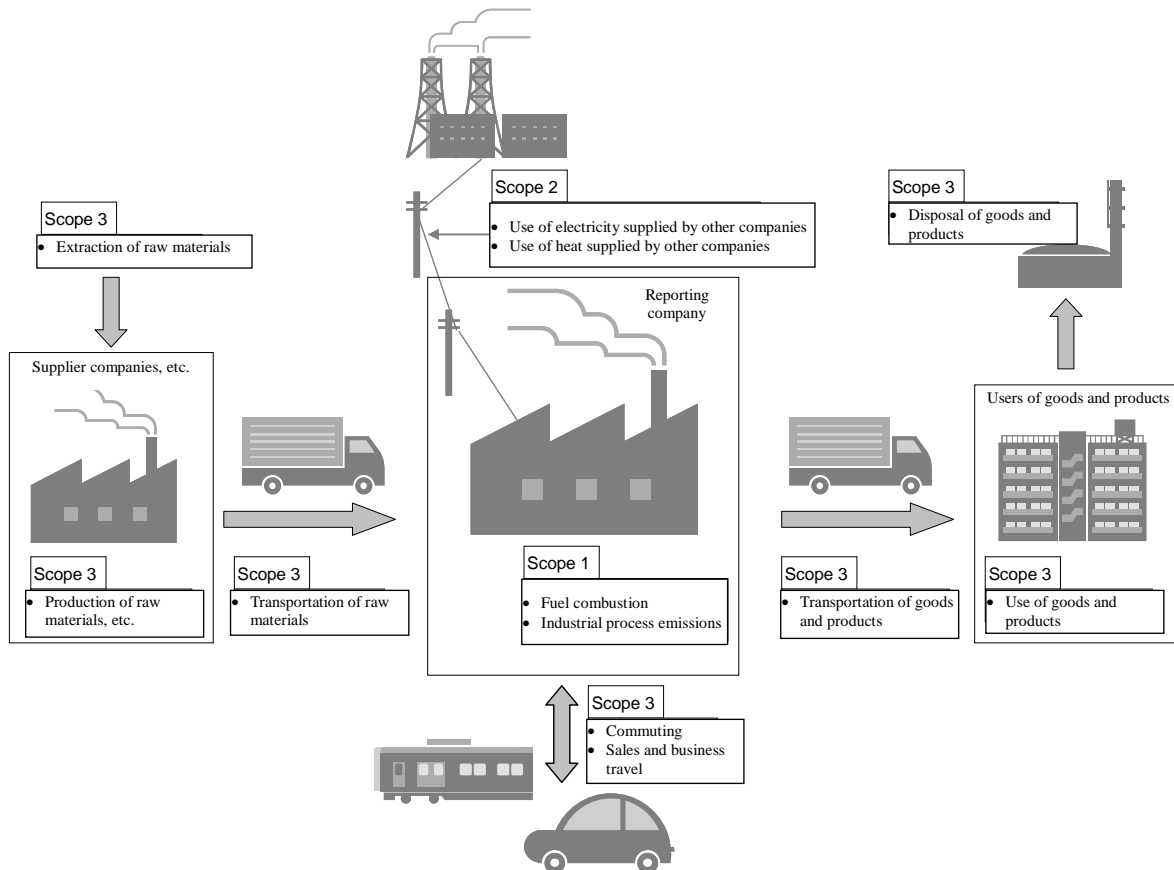 Scope 2
• Use of electricity supplied by other companies
• Use of heat supplied by other companies
Scope 3
• Extraction of raw materials
Scope 3
• Disposal of goods and
products
Reporting
company
Supplier companies, etc.
Users of goods and products
Scope 3
• Production of raw
materials, etc.
Scope 3
• Transportation of raw
materials
Scope 1
• Fuel combustion
• Industrial process emissions
Scope 3
• Transportation of goods
and products
Scope 3
• Use of goods and
products
Scope 3
• Commuting
• Sales and business
travel